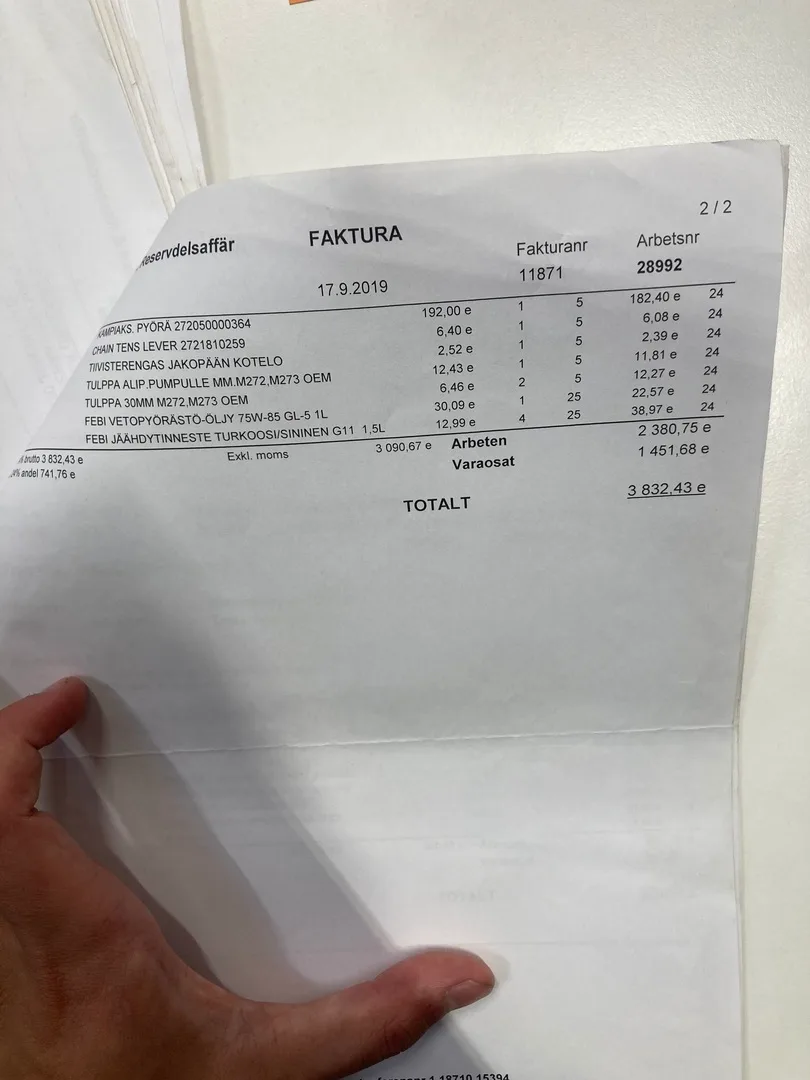 2 / 2
Reservdelsaffär FAKTURA Fakturanr Arbetsnr
17.9.2019 11871 28992
KAMPIAKS. PYÖRÄ 272050000364 192,00 e 1 5 182,40 e 24
CHAIN TENS LEVER 2721810259 6,40 e 1 5 6,08 e 24
TIIVISTERENGAS JAKOPÄÄN KOTELO 2,52 e 1 5 2,39 e 24
TULPPA ALIP.PUMPULLE MM.M272,M273 OEM 12,43 e 1 5 11,81 e 24
TULPPA 30MM M272,M273 OEM 6,46 e 2 5 12,27 e 24
FEBI VETOPYÖRÄSTÖ-ÖLJY 75W-85 GL-5 1L 30,09 e 1 25 22,57 e 24
FEBI JÄÄHDYTINNESTE TURKOOSI/SININEN G11 1,5L 12,99 e 4 25 38,97 e 24
brutto 3 832,43 e Exkl. moms 3 090,67 e Arbeten 2 380,75 e
andel 741,76 e Varaosat 1 451,68 e
TOTALT 3 832,43 e
1 18710 15394